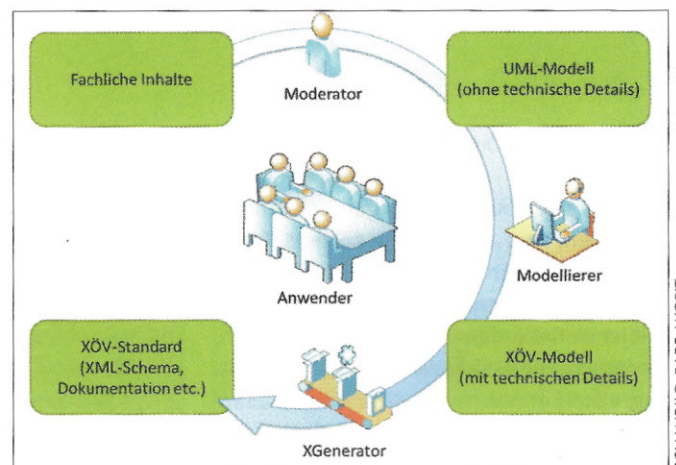 Fachliche Inhalte
Moderator
UML-Modell
(ohne technische Details)
Anwender
Modellierer
XÖV-Standard
(XML-Schema,
Dokumentation etc.)
XGenerator
XÖV-Modell
(mit technischen Details)